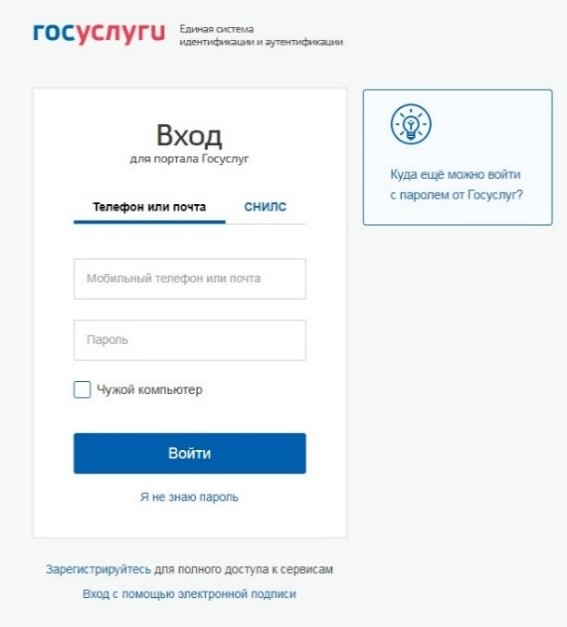 госуслуги
Единая система
идентификации и аутентификации
Вход
для портала Госуслуг
Телефон или почта
СНИЛС
Мобильный телефон или почта
Пароль
Чужой компьютер
Войти
Я не знаю пароль
Куда ещё можно войти
с паролем от Госуслуг?
Зарегистрируйтесь для полного доступа к сервисам
Вход с помощью электронной подписи